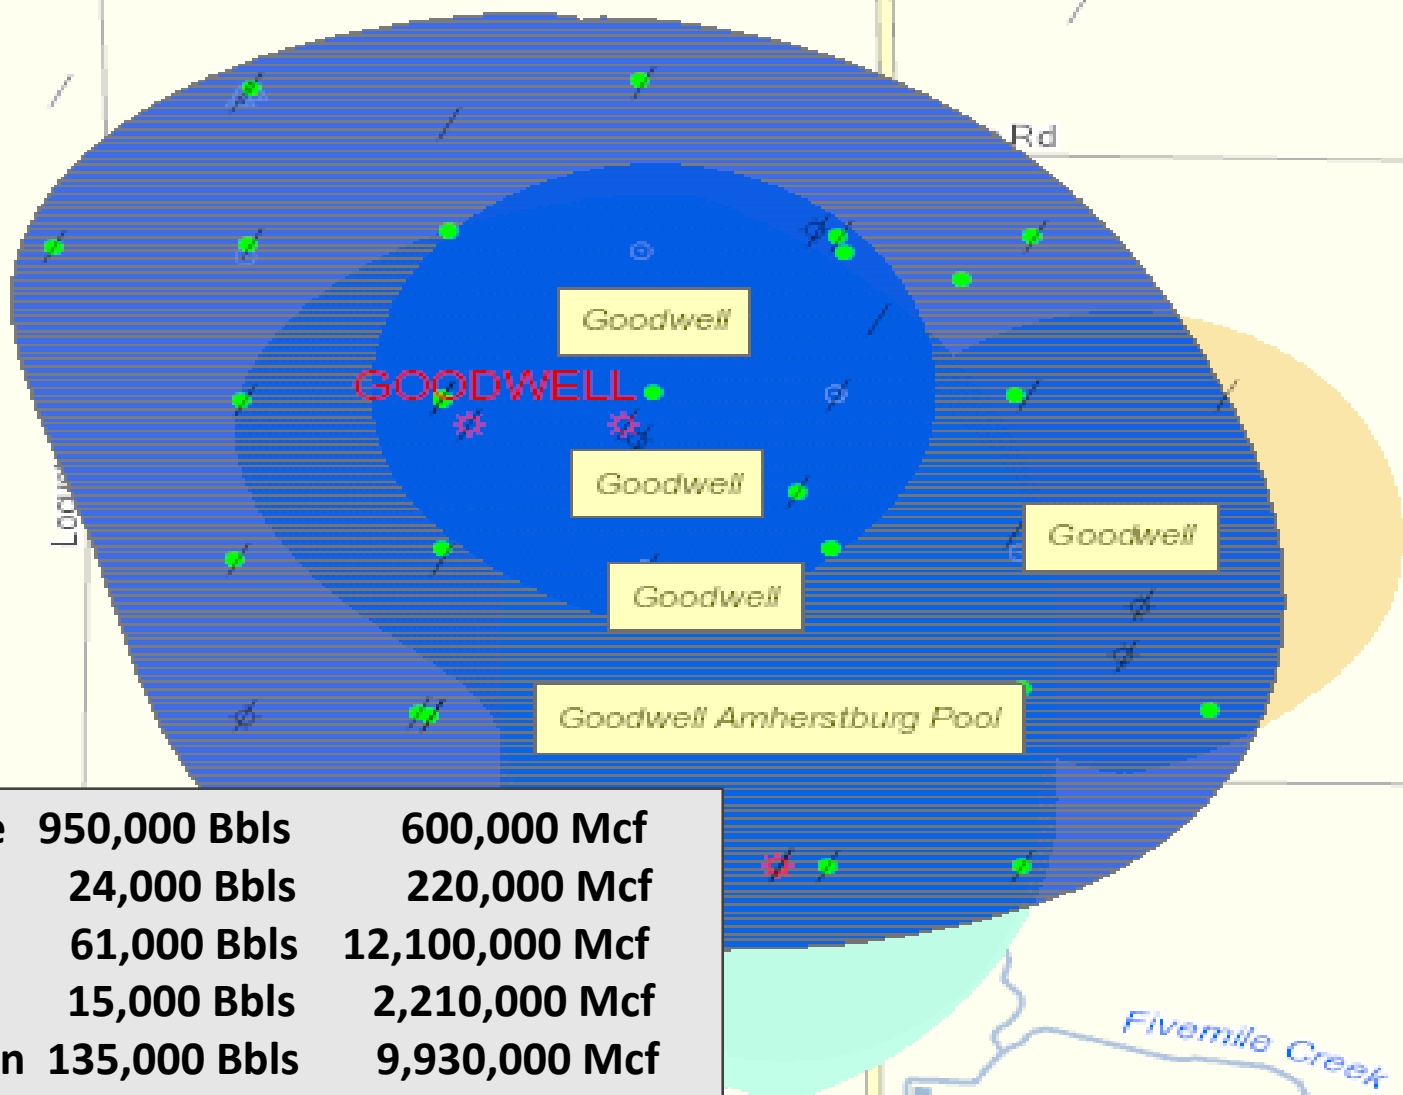 Rd
Goodwell
GOODWELL
Goodwell
Goodwell
Goodwell
Goodwell Amherstburg Pool
950,000 Bbls 600,000 Mcf
24,000 Bbls 220,000 Mcf
61,000 Bbls 12,100,000 Mcf
15,000 Bbls 2,210,000 Mcf
135,000 Bbls 9,930,000 Mcf
Fivemile Creek